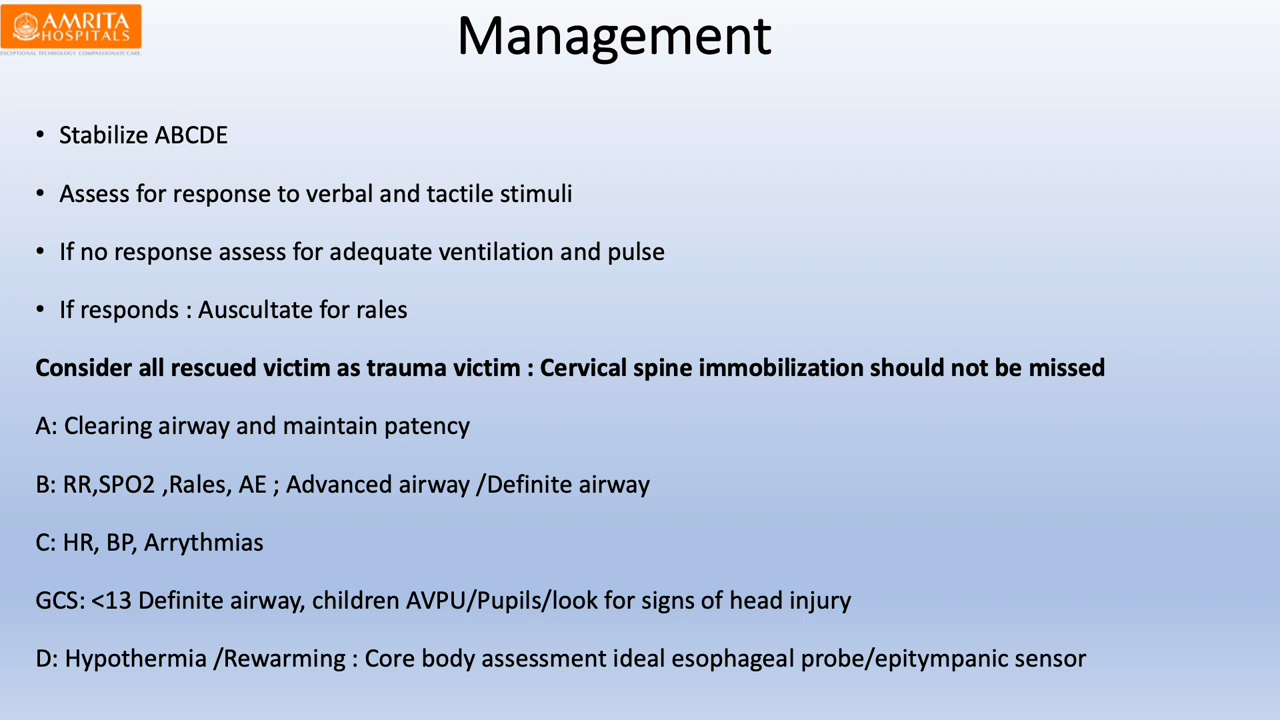 AMRITA
HOSPITALS
EXCEPTIONAL TECHNOLOGY. COMPASSIONATE CARE.
Management
• Stabilize ABCDE
• Assess for response to verbal and tactile stimuli
• If no response assess for adequate ventilation and pulse
• If responds : Auscultate for rales
Consider all rescued victim as trauma victim : Cervical spine immobilization should not be missed
A: Clearing airway and maintain patency
B: RR,SPO2 ,Rales, AE ; Advanced airway /Definite airway
C: HR, BP, Arrythmias
GCS: <13 Definite airway, children AVPU/Pupils/look for signs of head injury
D: Hypothermia /Rewarming : Core body assessment ideal esophageal probe/epitympanic sensor